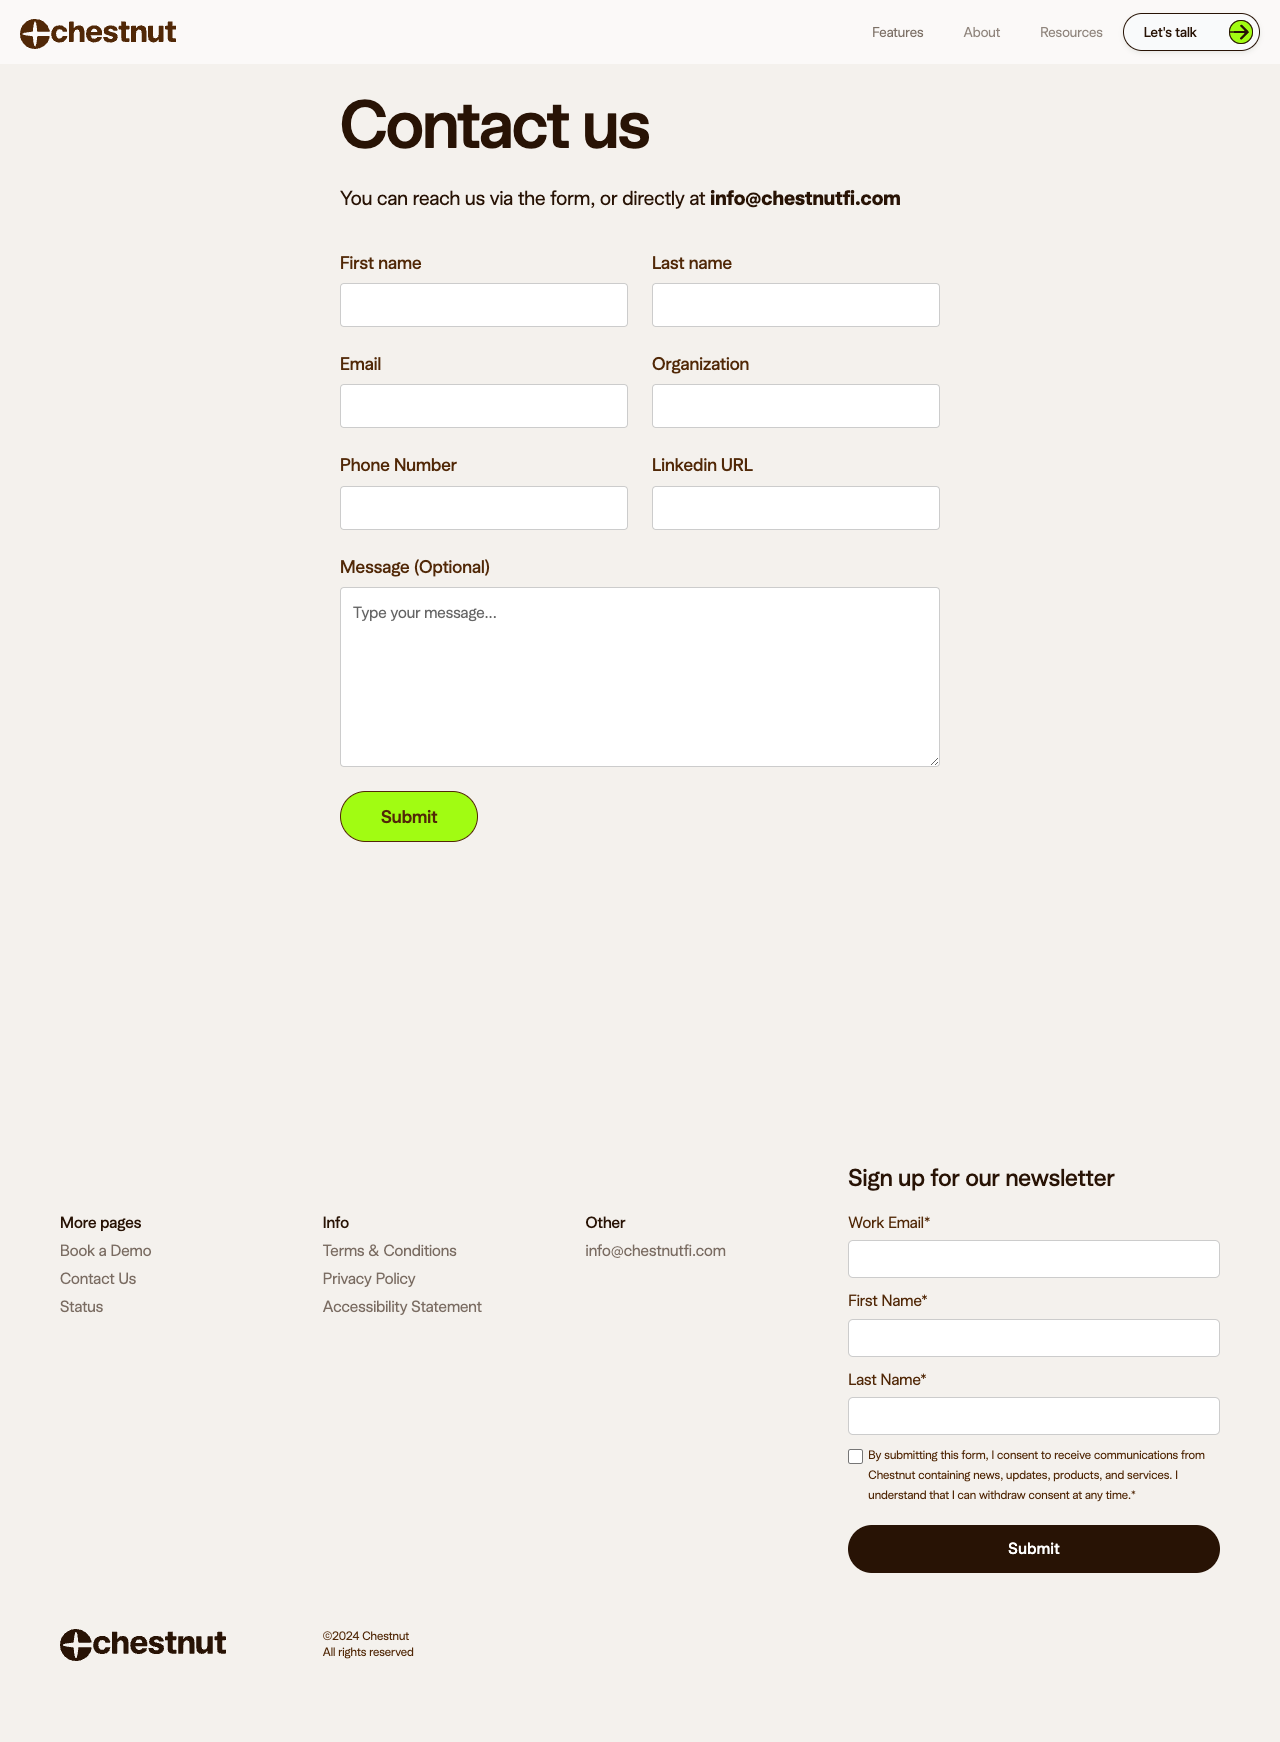 chestnut
Features
About
Resources
Let's talk
Contact us
You can reach us via the form, or directly at info@chestnutfi.com
First name
Last name
Email
Organization
Phone Number
Linkedin URL
Message (Optional)
Type your message...
Submit
Sign up for our newsletter
More pages
Book a Demo
Contact Us
Status
Info
Terms & Conditions
Privacy Policy
Accessibility Statement
Other
info@chestnutfi.com
Work Email*
First Name*
Last Name*
By submitting this form, I consent to receive communications from
Chestnut containing news, updates, products, and services. I
understand that I can withdraw consent at any time.*
Submit
chestnut
©2024 Chestnut
All rights reserved